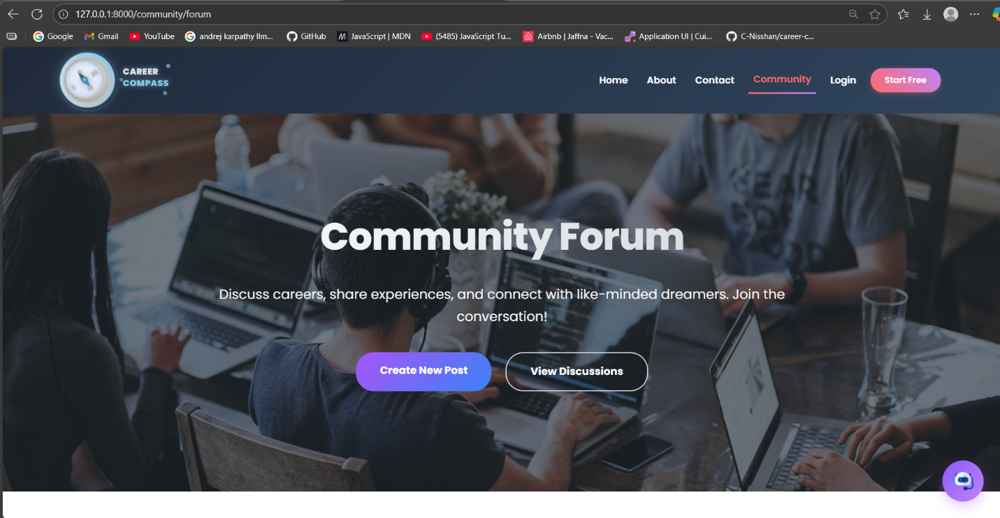 127.0.0.1:8000/community/forum
Google
Gmail
YouTube
andrej karpathy llm...
GitHub
JavaScript | MDN
(5485) JavaScript Tu...
Airbnb | Jaffna - Vac...
Application UI | Cui...
C-Nisshan/career-c...
CAREER
COMPASS
Home
About
Contact
Community
Login
Start Free
Community Forum
Discuss careers, share experiences, and connect with like-minded dreamers. Join the
conversation!
Create New Post
View Discussions